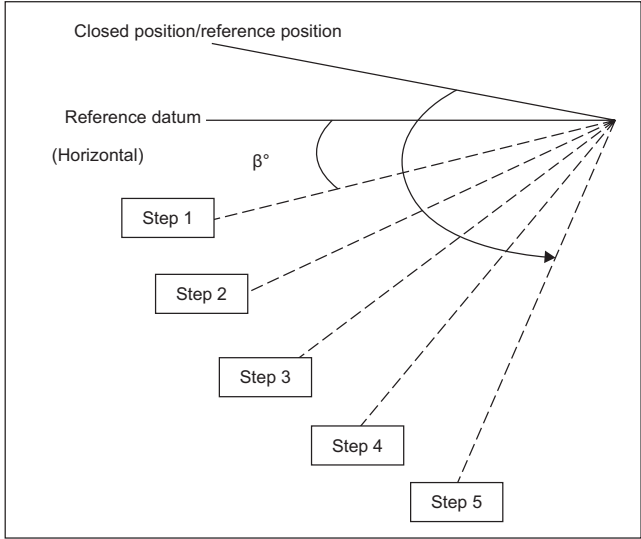 Closed position/reference position
Reference datum
(Horizontal)
β°
Step 1
Step 2
Step 3
Step 4
Step 5